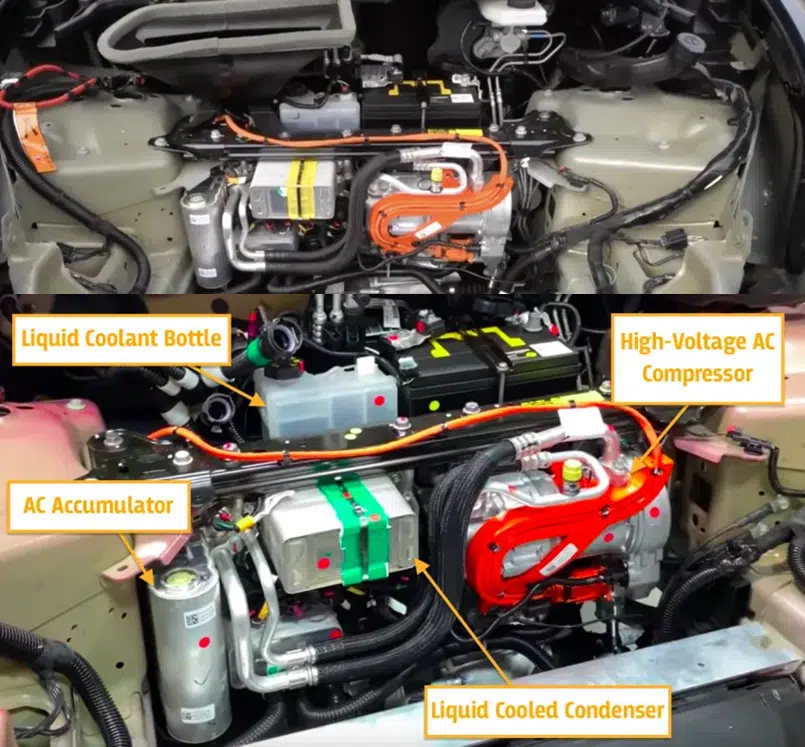 Liquid Coolant Bottle
High-Voltage AC
Compressor
AC Accumulator
Liquid Cooled Condenser